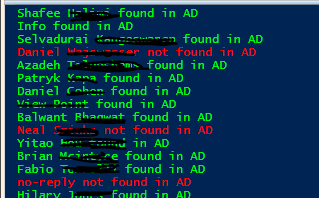 Shafee found in AD
Info found in AD
Selvadurai found in AD
Daniel not found in AD
Azadeh found in AD
Patryk found in AD
Daniel found in AD
found in AD
Balwant found in AD
Neal not found in AD
Yitao found in AD
Brian found in AD
Fabio found in AD
no-reply not found in AD
Hilary found in AD